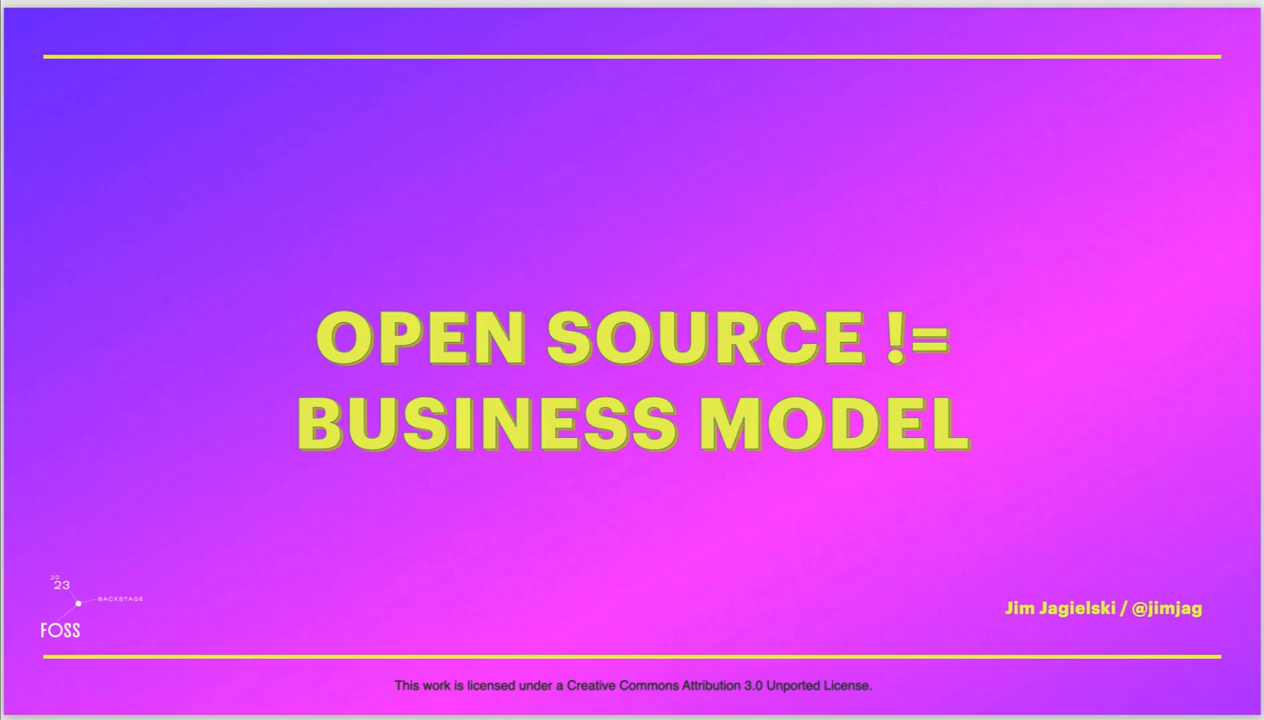 OPEN SOURCE !=
BUSINESS MODEL
20
23
BACKSTAGE
FOSS
Jim Jagielski / @jimjag
This work is licensed under a Creative Commons Attribution 3.0 Unported License.